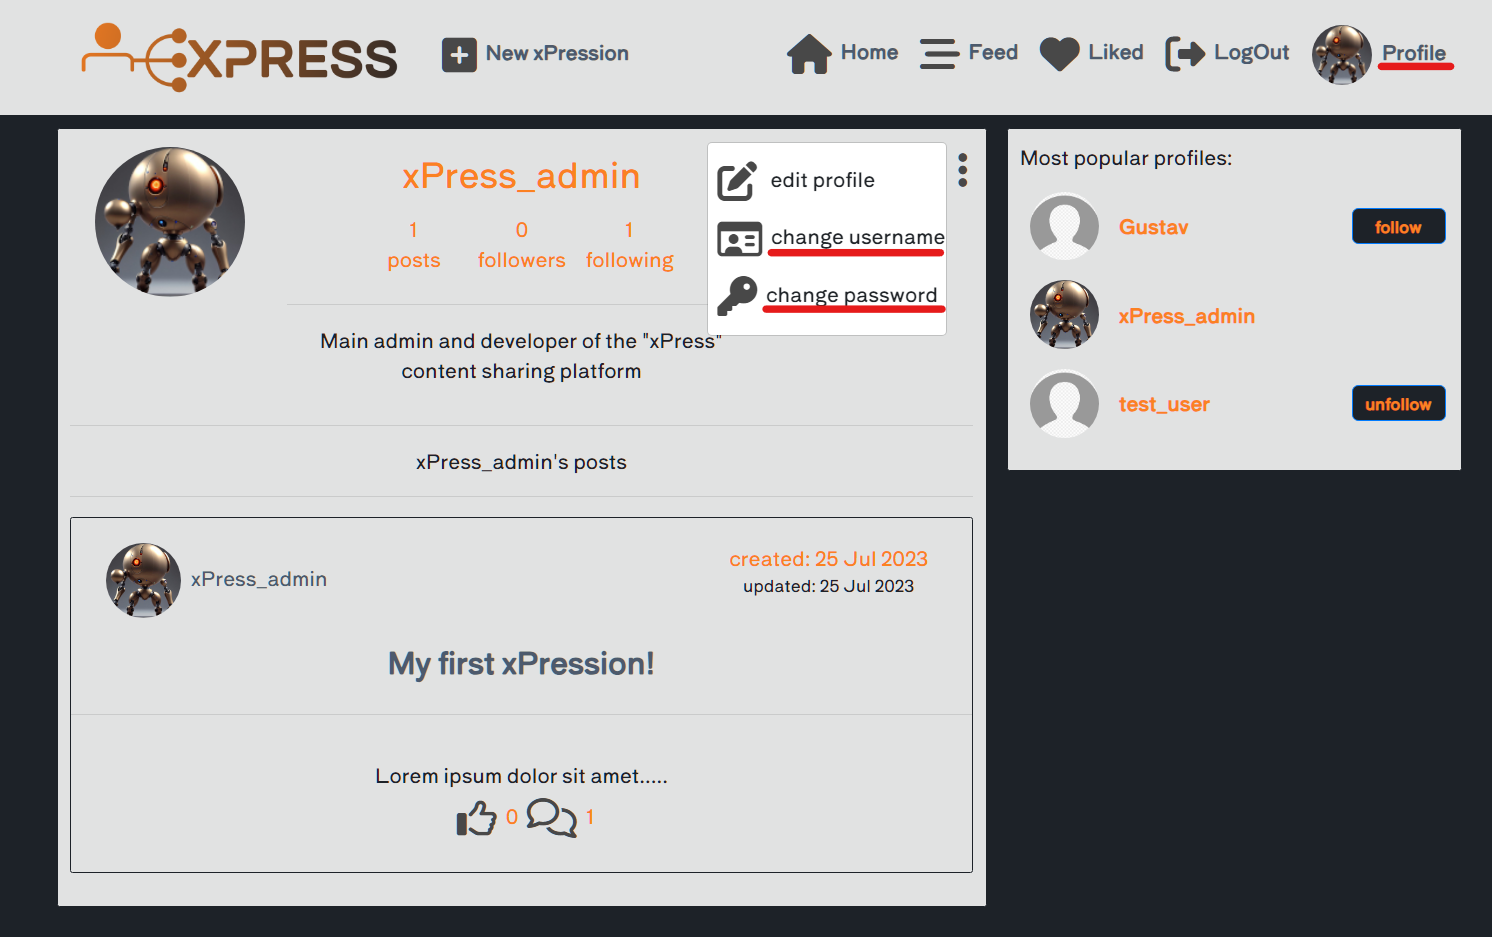 XPRESS
New xPression
Home
Feed
Liked
LogOut
Profile
xPress_admin
1
posts
0
followers
1
following
edit profile
change username
change password
Main admin and developer of the "xPress"
content sharing platform
xPress_admin's posts
xPress_admin
created: 25 Jul 2023
updated: 25 Jul 2023
My first xPression!
Lorem ipsum dolor sit amet.....
0
1
Most popular profiles:
Gustav
follow
xPress_admin
test_user
unfollow